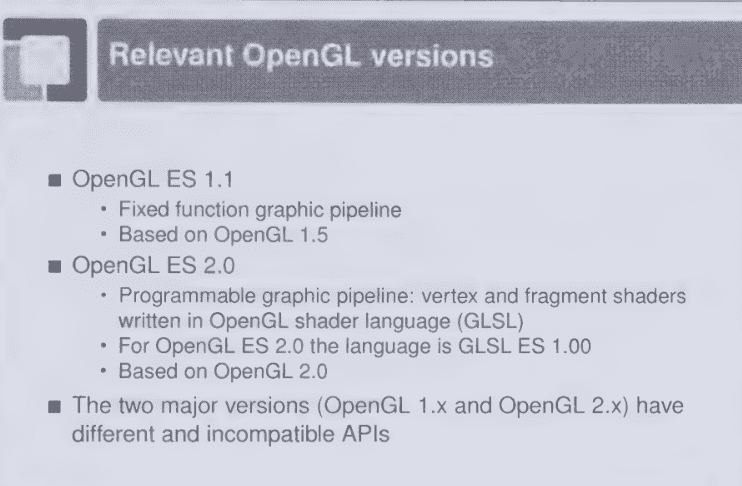 Relevant OpenGL versions
■ OpenGL ES 1.1
• Fixed function graphic pipeline
• Based on OpenGL 1.5
■ OpenGL ES 2.0
• Programmable graphic pipeline: vertex and fragment shaders
written in OpenGL shader language (GLSL)
• For OpenGL ES 2.0 the language is GLSL ES 1.00
• Based on OpenGL 2.0
■ The two major versions (OpenGL 1.x and OpenGL 2.x) have
different and incompatible APIs